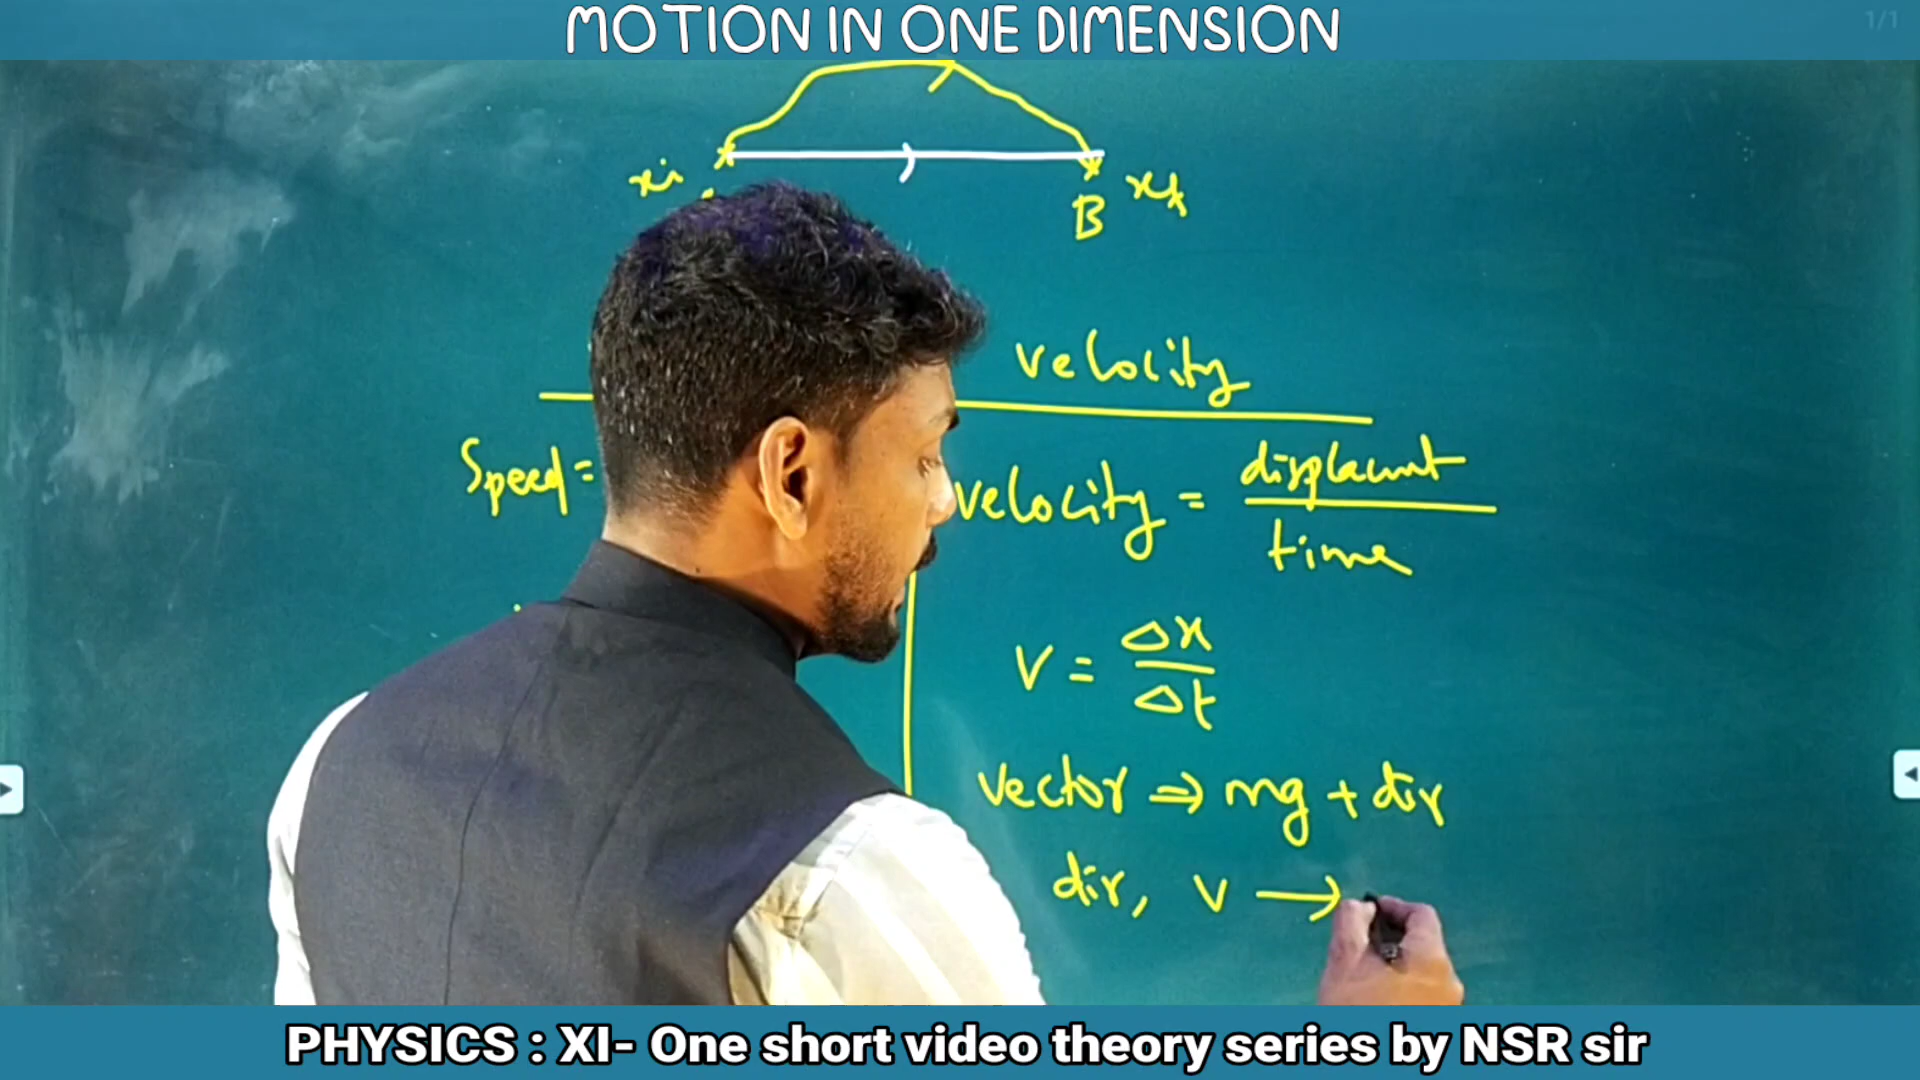 MOTION IN ONE DIMENSION
1/1
xi
B xf
velocity
Speed =
velocity = displacmt
time
V = Δx
Δt
vector ⇒ mg + dir
dir, v →
PHYSICS : XI- One short video theory series by NSR sir